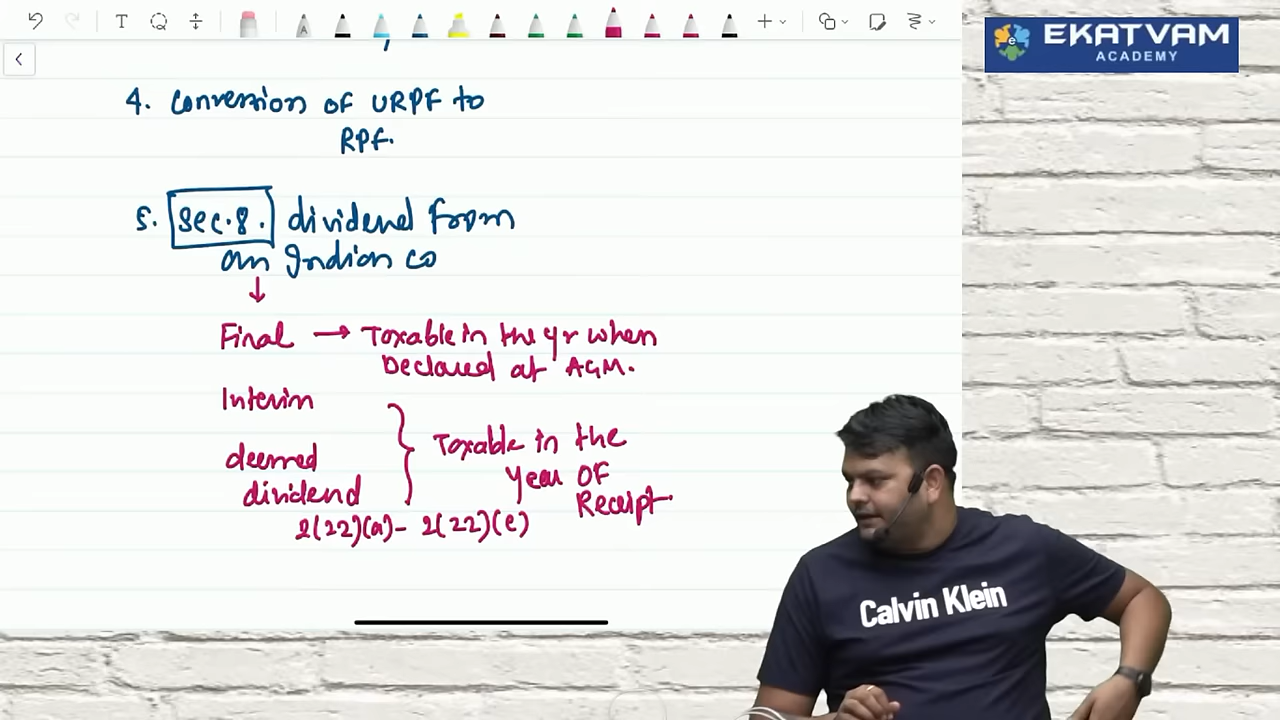 EKATVAM
ACADEMY
4. Conversion of URPF to
RPF.
5. Sec.8. dividend from
an Indian co
↓
Final → Taxable in the yr when
Declared at AGM.
Interim
deemed
dividend
2(22)(a)- 2(22)(e)
Taxable in the
Year OF
Receipt.
Calvin Klein